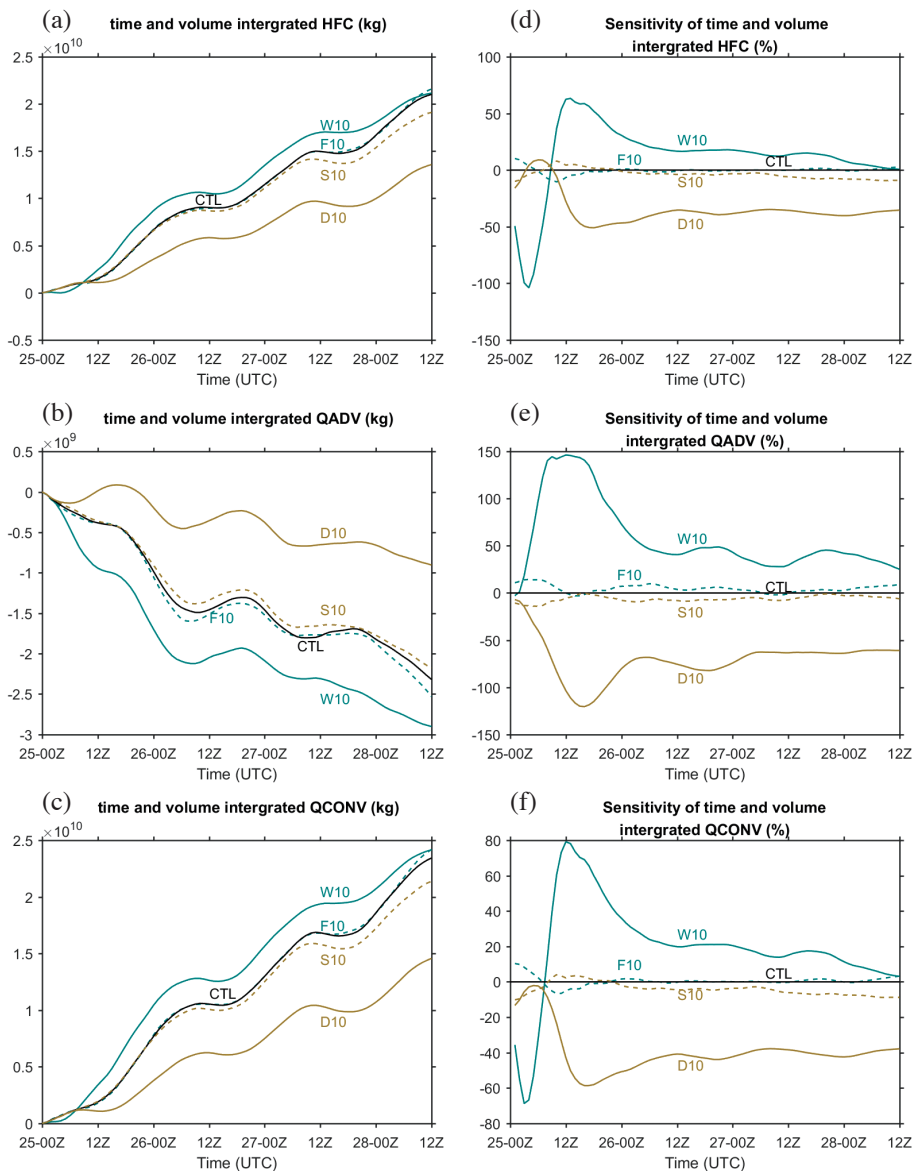 (a)
time and volume intergrated HFC (kg)
×10^10
2.5
2
1.5
1
0.5
0
-0.5
W10
F10
CTL
S10
D10
25-00Z 12Z 26-00Z 12Z 27-00Z 12Z 28-00Z 12Z
Time (UTC)
(d)
Sensitivity of time and volume
intergrated HFC (%)
100
50
0
-50
-100
-150
W10
F10
CTL
S10
D10
25-00Z 12Z 26-00Z 12Z 27-00Z 12Z 28-00Z 12Z
Time (UTC)
(b)
time and volume intergrated QADV (kg)
×10^9
0.5
0
-0.5
-1
-1.5
-2
-2.5
-3
D10
S10
F10
CTL
W10
25-00Z 12Z 26-00Z 12Z 27-00Z 12Z 28-00Z 12Z
Time (UTC)
(e)
Sensitivity of time and volume
intergrated QADV (%)
150
100
50
0
-50
-100
-150
W10
F10
CTL
S10
D10
25-00Z 12Z 26-00Z 12Z 27-00Z 12Z 28-00Z 12Z
Time (UTC)
(c)
time and volume intergrated QCONV (kg)
×10^10
2.5
2
1.5
1
0.5
0
W10
F10
S10
CTL
D10
25-00Z 12Z 26-00Z 12Z 27-00Z 12Z 28-00Z 12Z
Time (UTC)
(f)
Sensitivity of time and volume
intergrated QCONV (%)
80
60
40
20
0
-20
-40
-60
-80
W10
F10
CTL
S10
D10
25-00Z 12Z 26-00Z 12Z 27-00Z 12Z 28-00Z 12Z
Time (UTC)